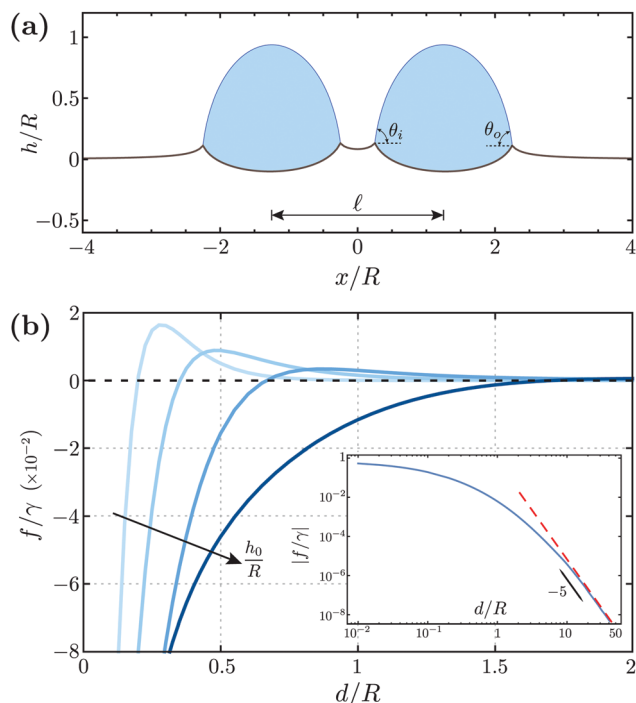 (a)
h/R
1
0.5
0
−0.5
θi
θo
ℓ
−4
−2
0
2
4
x/R
(b)
f/γ (×10⁻²)
2
0
−2
−4
−6
−8
h₀/R
0
0.5
1
1.5
2
d/R
|f/γ|
1
10⁻²
10⁻⁴
10⁻⁶
10⁻⁸
−5
d/R
10⁻²
10⁻¹
1
10
50